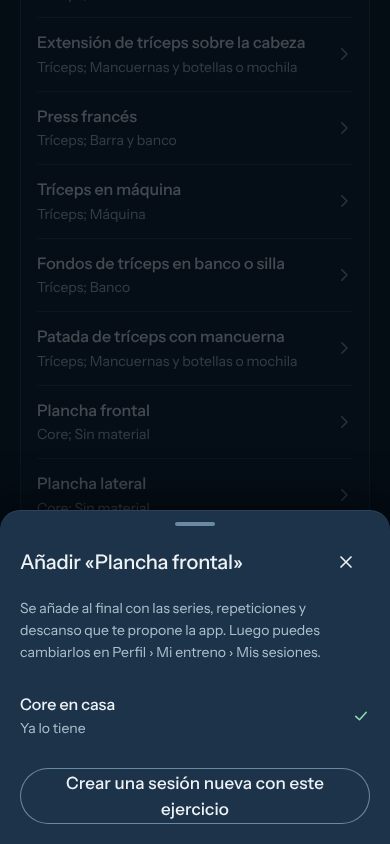 Extensión de tríceps sobre la cabeza
Tríceps; Mancuernas y botellas o mochila
Press francés
Tríceps; Barra y banco
Tríceps en máquina
Tríceps; Máquina
Fondos de tríceps en banco o silla
Tríceps; Banco
Patada de tríceps con mancuerna
Tríceps; Mancuernas y botellas o mochila
Plancha frontal
Core; Sin material
Plancha lateral
Core; Sin material
Añadir «Plancha frontal»
Se añade al final con las series, repeticiones y
descanso que te propone la app. Luego puedes
cambiarlos en Perfil › Mi entreno › Mis sesiones.
Core en casa
Ya lo tiene
Crear una sesión nueva con este
ejercicio